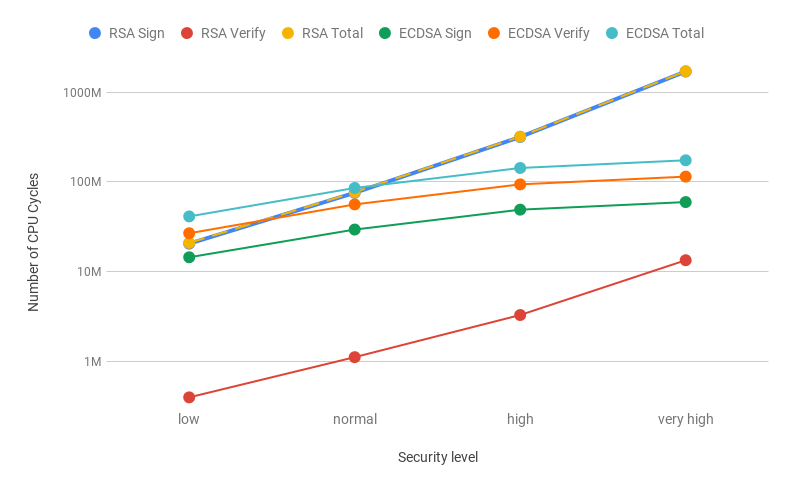 RSA Sign RSA Verify RSA Total ECDSA Sign ECDSA Verify ECDSA Total
1000M
100M
10M
1M
Number of CPU Cycles
low normal high very high
Security level